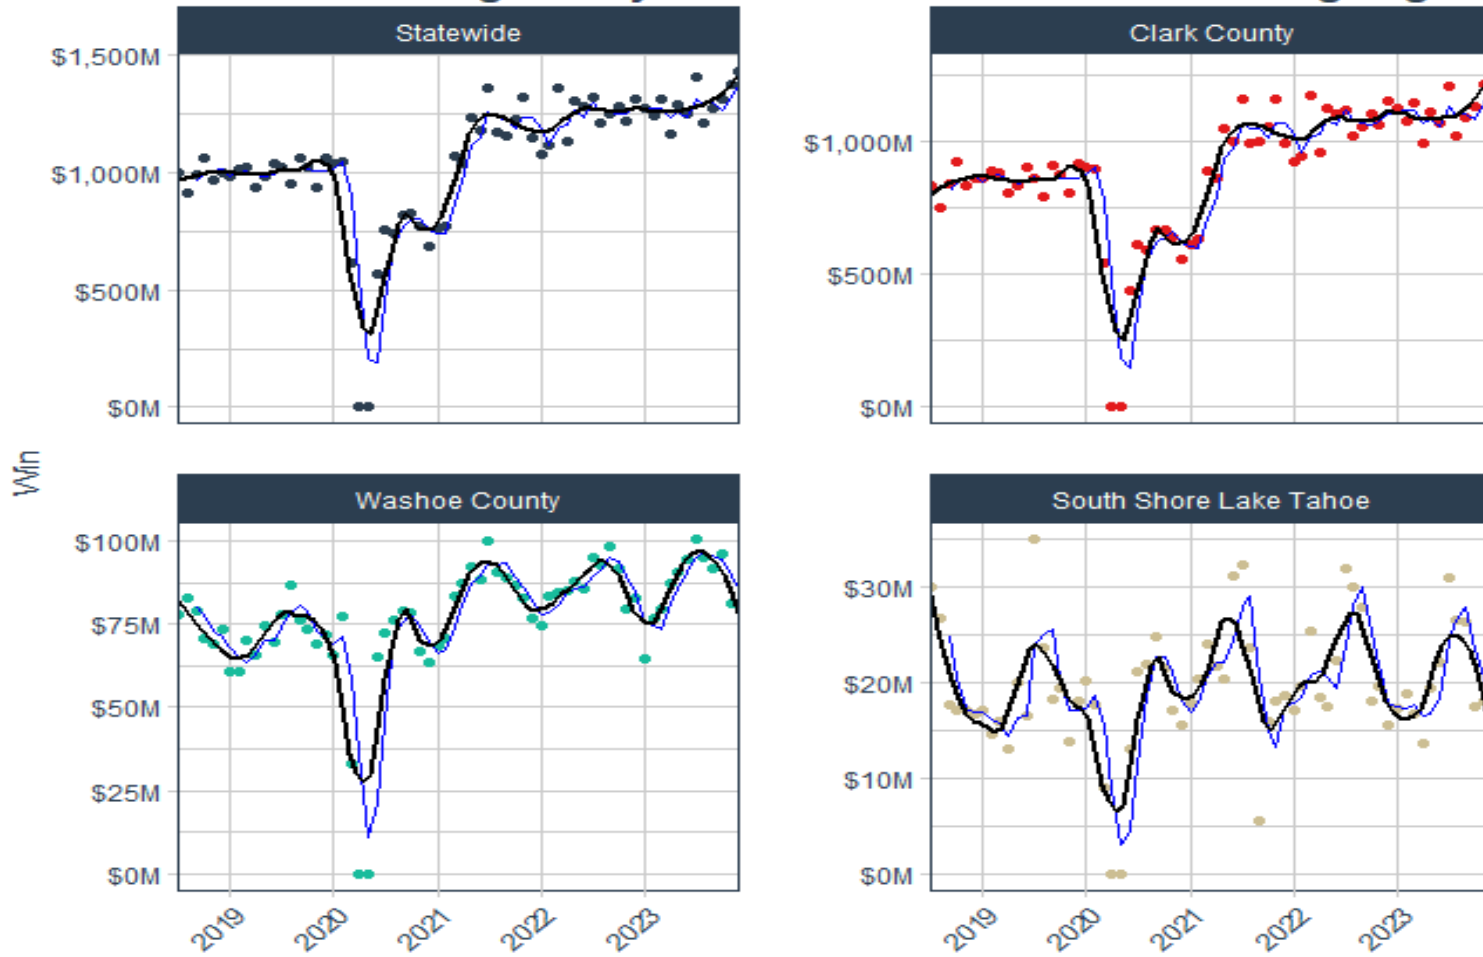 Statewide
Clark County
$1,500M
$1,000M
$500M
$0M
$1,000M
$500M
$0M
Win
Washoe County
South Shore Lake Tahoe
$100M
$75M
$50M
$25M
$0M
$30M
$20M
$10M
$0M
2019 2020 2021 2022 2023
2019 2020 2021 2022 2023